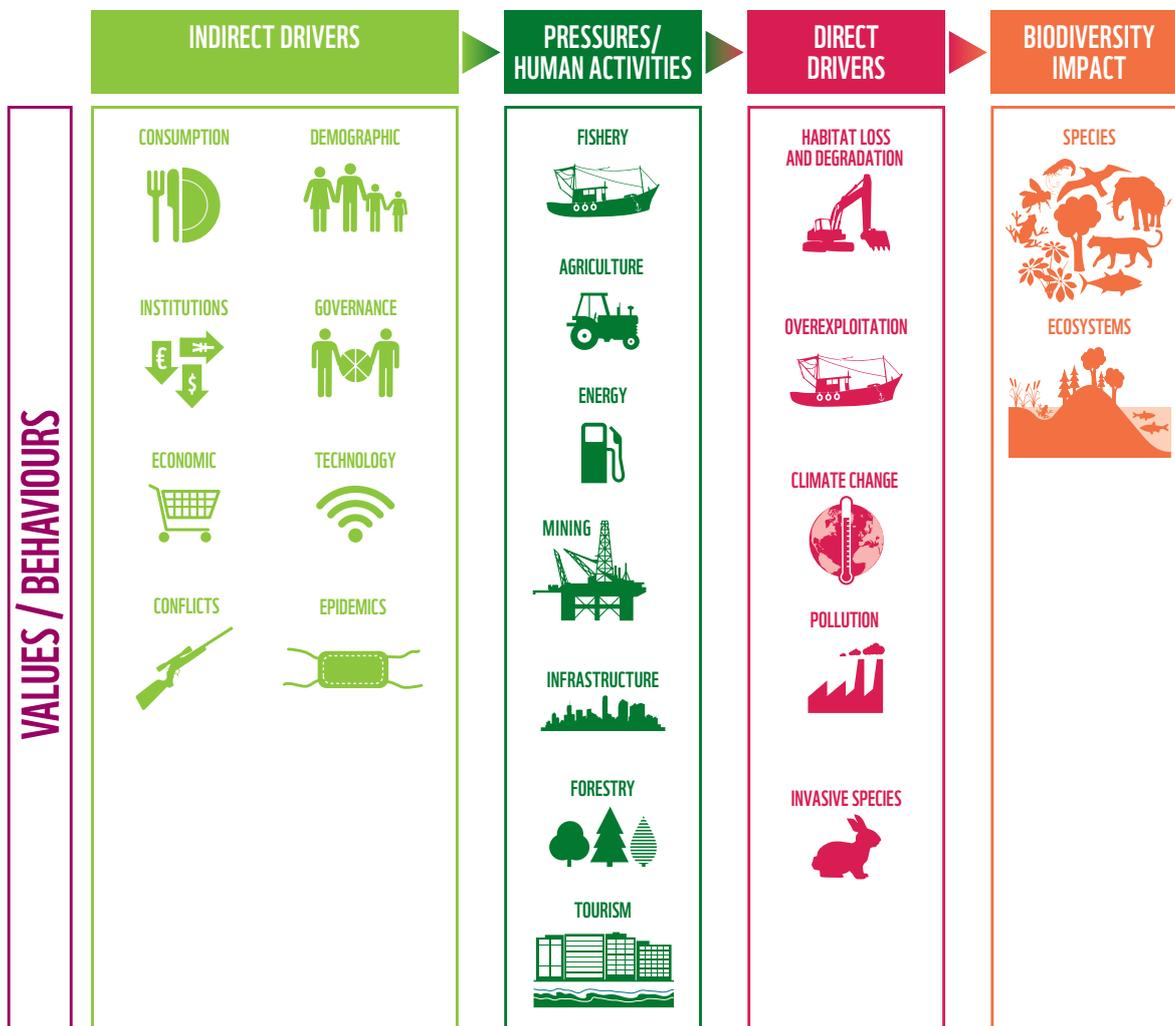 INDIRECT DRIVERS
PRESSURES/
HUMAN ACTIVITIES
DIRECT
DRIVERS
BIODIVERSITY
IMPACT
VALUES / BEHAVIOURS
CONSUMPTION
DEMOGRAPHIC
INSTITUTIONS
€
$
GOVERNANCE
ECONOMIC
TECHNOLOGY
CONFLICTS
EPIDEMICS
FISHERY
AGRICULTURE
ENERGY
MINING
INFRASTRUCTURE
FORESTRY
TOURISM
HABITAT LOSS
AND DEGRADATION
OVEREXPLOITATION
CLIMATE CHANGE
POLLUTION
INVASIVE SPECIES
SPECIES
ECOSYSTEMS